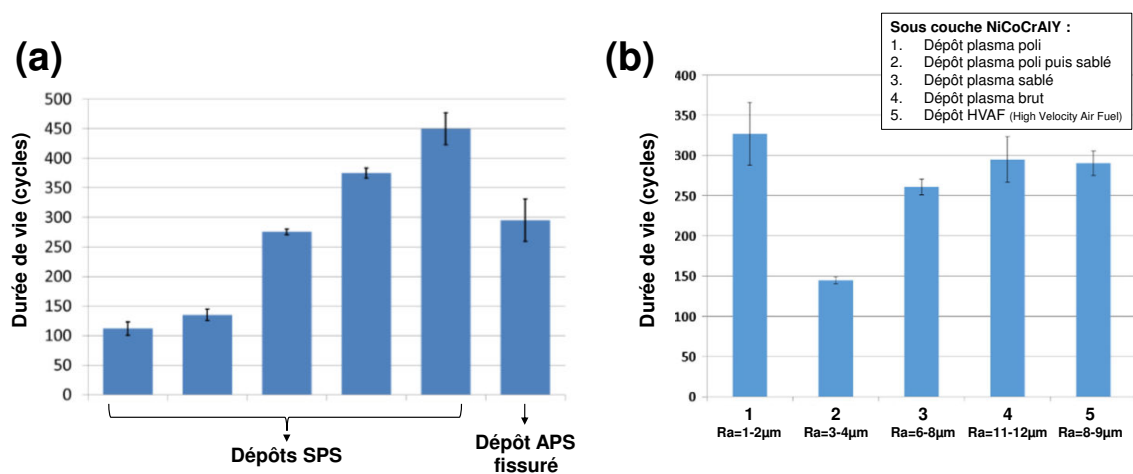 (a)
Durée de vie (cycles)
500
450
400
350
300
250
200
150
100
50
0
Dépôts SPS
Dépôt APS
fissuré
(b)
Sous couche NiCoCrAlY :
1. Dépôt plasma poli
2. Dépôt plasma poli puis sablé
3. Dépôt plasma sablé
4. Dépôt plasma brut
5. Dépôt HVAF (High Velocity Air Fuel)
Durée de vie (cycles)
400
350
300
250
200
150
100
50
0
1 2 3 4 5
Ra=1-2µm Ra=3-4µm Ra=6-8µm Ra=11-12µm Ra=8-9µm